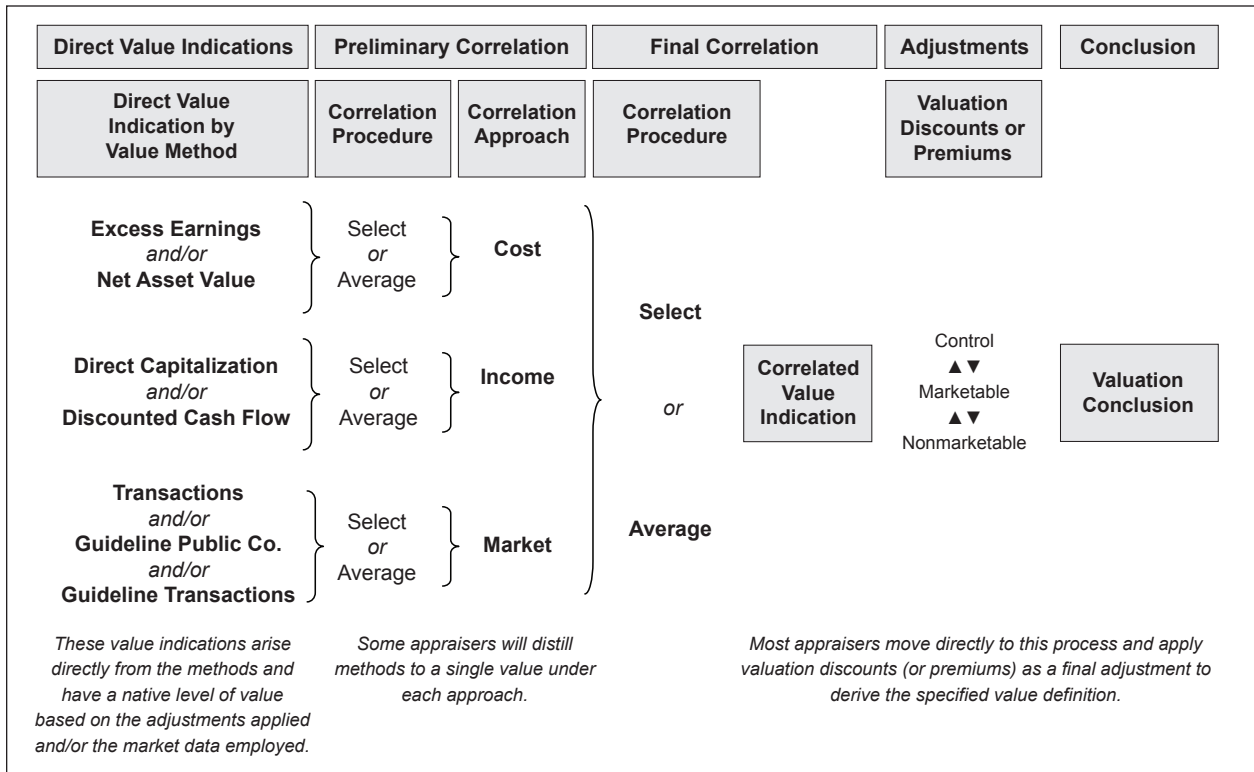 Direct Value Indications
Preliminary Correlation
Final Correlation
Adjustments
Conclusion
Direct Value
Indication by
Value Method
Correlation
Procedure
Correlation
Approach
Correlation
Procedure
Valuation
Discounts or
Premiums
Excess Earnings
and/or
Net Asset Value
Select
or
Average
Cost
Direct Capitalization
and/or
Discounted Cash Flow
Select
or
Average
Income
Transactions
and/or
Guideline Public Co.
and/or
Guideline Transactions
Select
or
Average
Market
Select
or
Average
Correlated
Value
Indication
Control
▲▼
Marketable
▲▼
Nonmarketable
Valuation
Conclusion
These value indications arise
directly from the methods and
have a native level of value
based on the adjustments applied
and/or the market data employed.
Some appraisers will distill
methods to a single value under
each approach.
Most appraisers move directly to this process and apply
valuation discounts (or premiums) as a final adjustment to
derive the specified value definition.